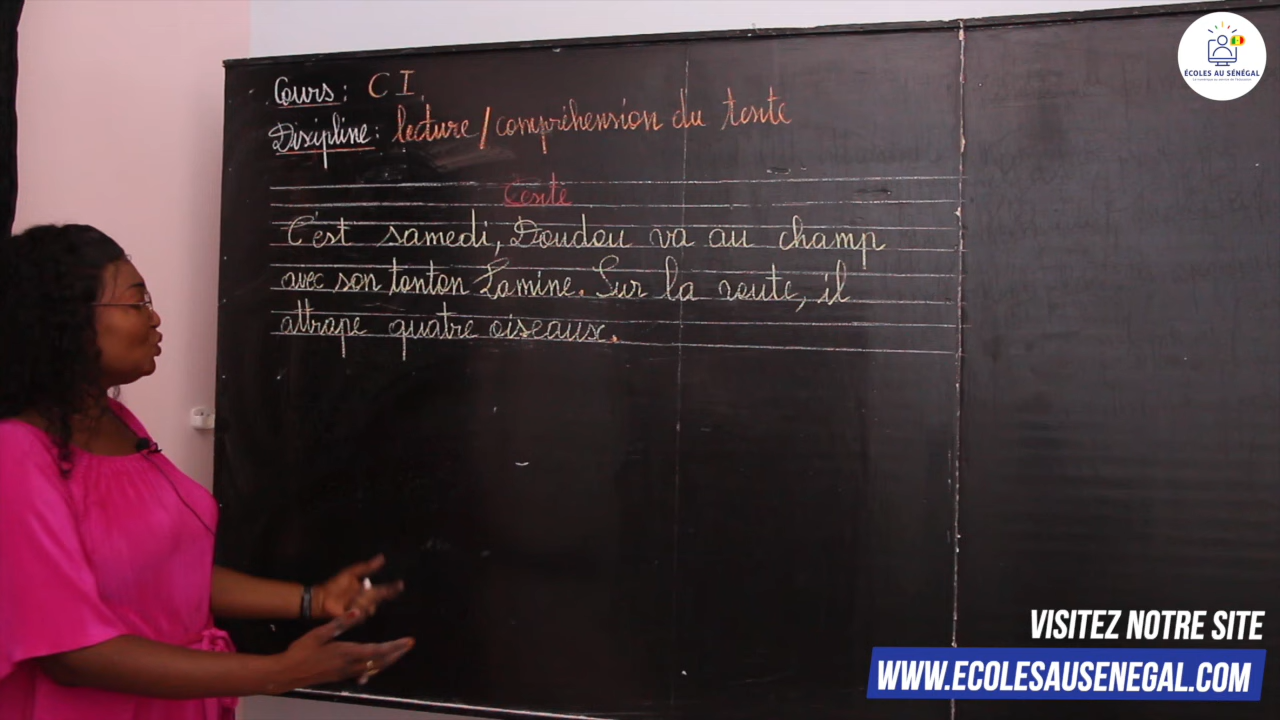 Cours : C I.
Discipline : lecture / compréhension du texte
Texte
C'est samedi, Doudou va au champ
avec son tonton Lamine. Sur la route, il
attrape quatre oiseaux.
ÉCOLES AU SÉNÉGAL
VISITEZ NOTRE SITE
WWW.ECOLESAUSENEGAL.COM